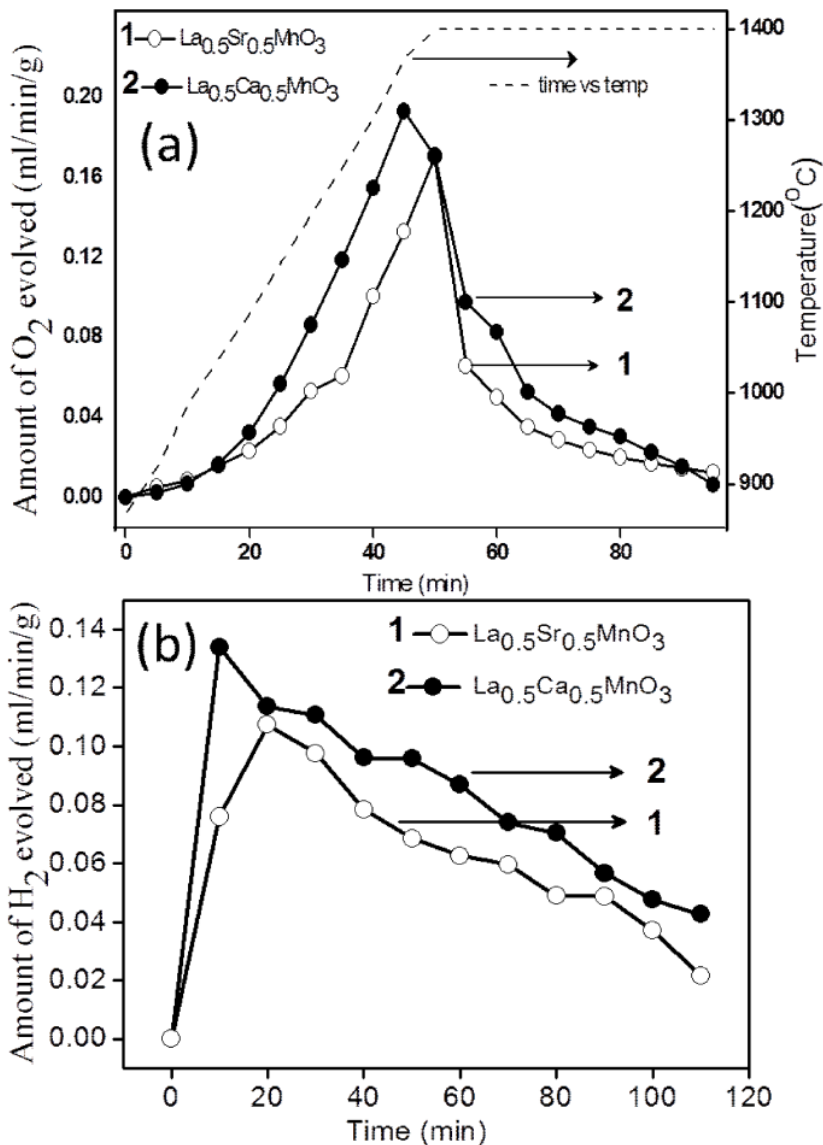 1 La0.5Sr0.5MnO3
2 La0.5Ca0.5MnO3
time vs temp
(a)
Amount of O2 evolved (ml/min/g)
0.20
0.16
0.12
0.08
0.04
0.00
1400
1300
1200
1100
1000
900
Temperature(°C)
2
1
0 20 40 60 80
Time (min)
(b)
1 La0.5Sr0.5MnO3
2 La0.5Ca0.5MnO3
Amount of H2 evolved (ml/min/g)
0.14
0.12
0.10
0.08
0.06
0.04
0.02
0.00
2
1
0 20 40 60 80 100 120
Time (min)